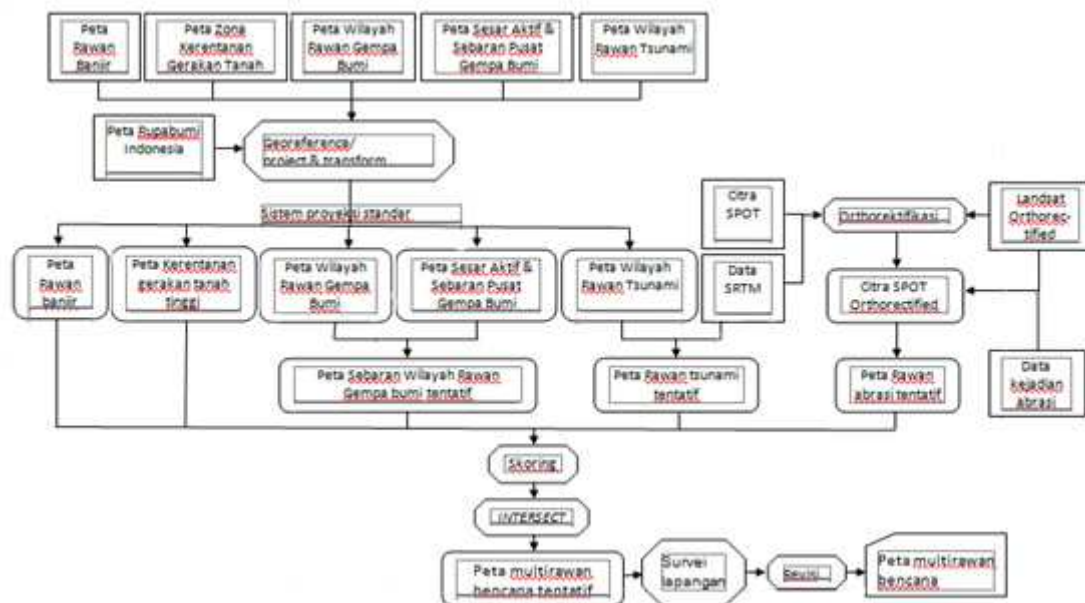 Peta
Rawan
Banjir
Peta Zona
Kerentanan
Gerakan Tanah
Peta Wilayah
Rawan Gempa
Bumi
Peta Sesar Aktif &
Sebaran Pusat
Gempa Bumi
Peta Wilayah
Rawan Tsunami
Peta Rupabumi
Indonesia
Georeference/
project & transform
Sistem proyeksi standar
Citra
SPOT
Orthorektifikasi
Landsat
Orthorec-
tified
Peta
Rawan
banjir
Peta Kerentanan
gerakan tanah
tinggi
Peta Wilayah
Rawan Gempa
Bumi
Peta Sesar Aktif &
Sebaran Pusat
Gempa Bumi
Peta Wilayah
Rawan Tsunami
Data
SRTM
Citra SPOT
Orthorectified
Peta Sebaran Wilayah Rawan
Gempa bumi tentatif
Peta Rawan tsunami
tentatif
Peta Rawan
abrasi tentatif
Data
kejadian
abrasi
Skoring
INTERSECT
Peta multirawan
bencana tentatif
Survei
lapangan
Revisi
Peta multirawan
bencana